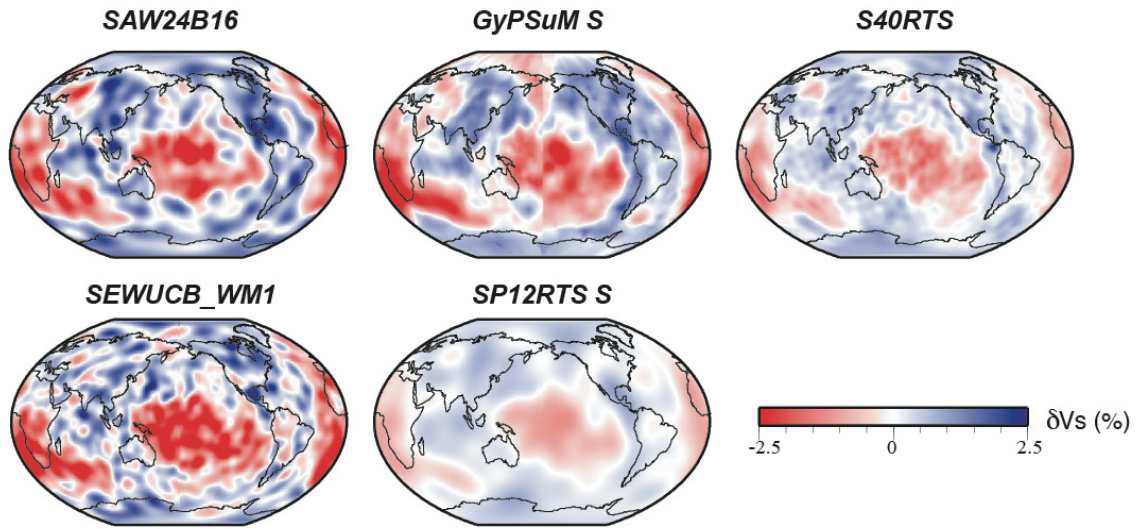 SAW24B16
GyPSuM S
S40RTS
SEWUCB_WM1
SP12RTS S
δVs (%)
-2.5
0
2.5